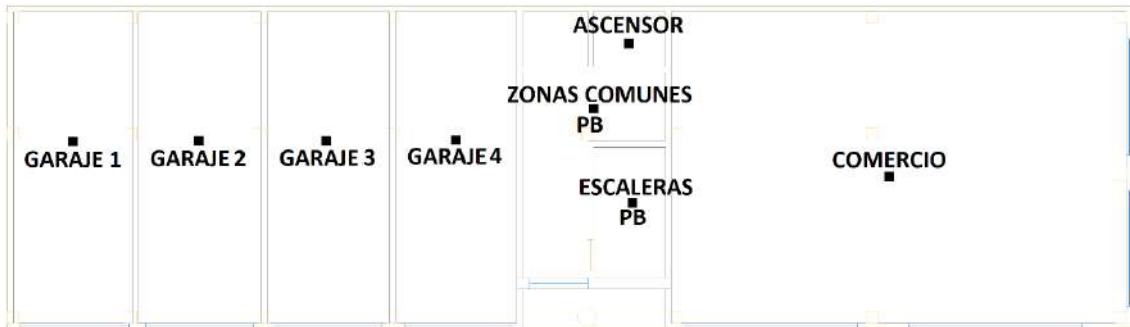 ASCENSOR
ZONAS COMUNES
PB
GARAJE 1
GARAJE 2
GARAJE 3
GARAJE 4
COMERCIO
ESCALERAS
PB